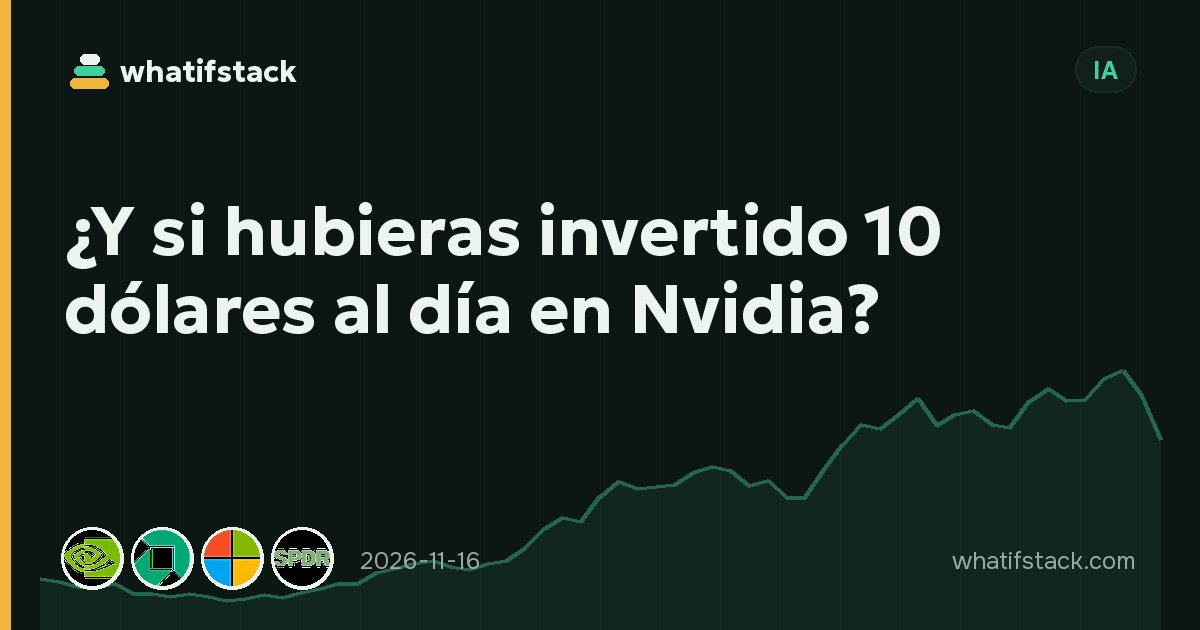 whatifstack
IA
¿Y si hubieras invertido 10
dólares al día en Nvidia?
SPDR
2026-11-16
whatifstack.com